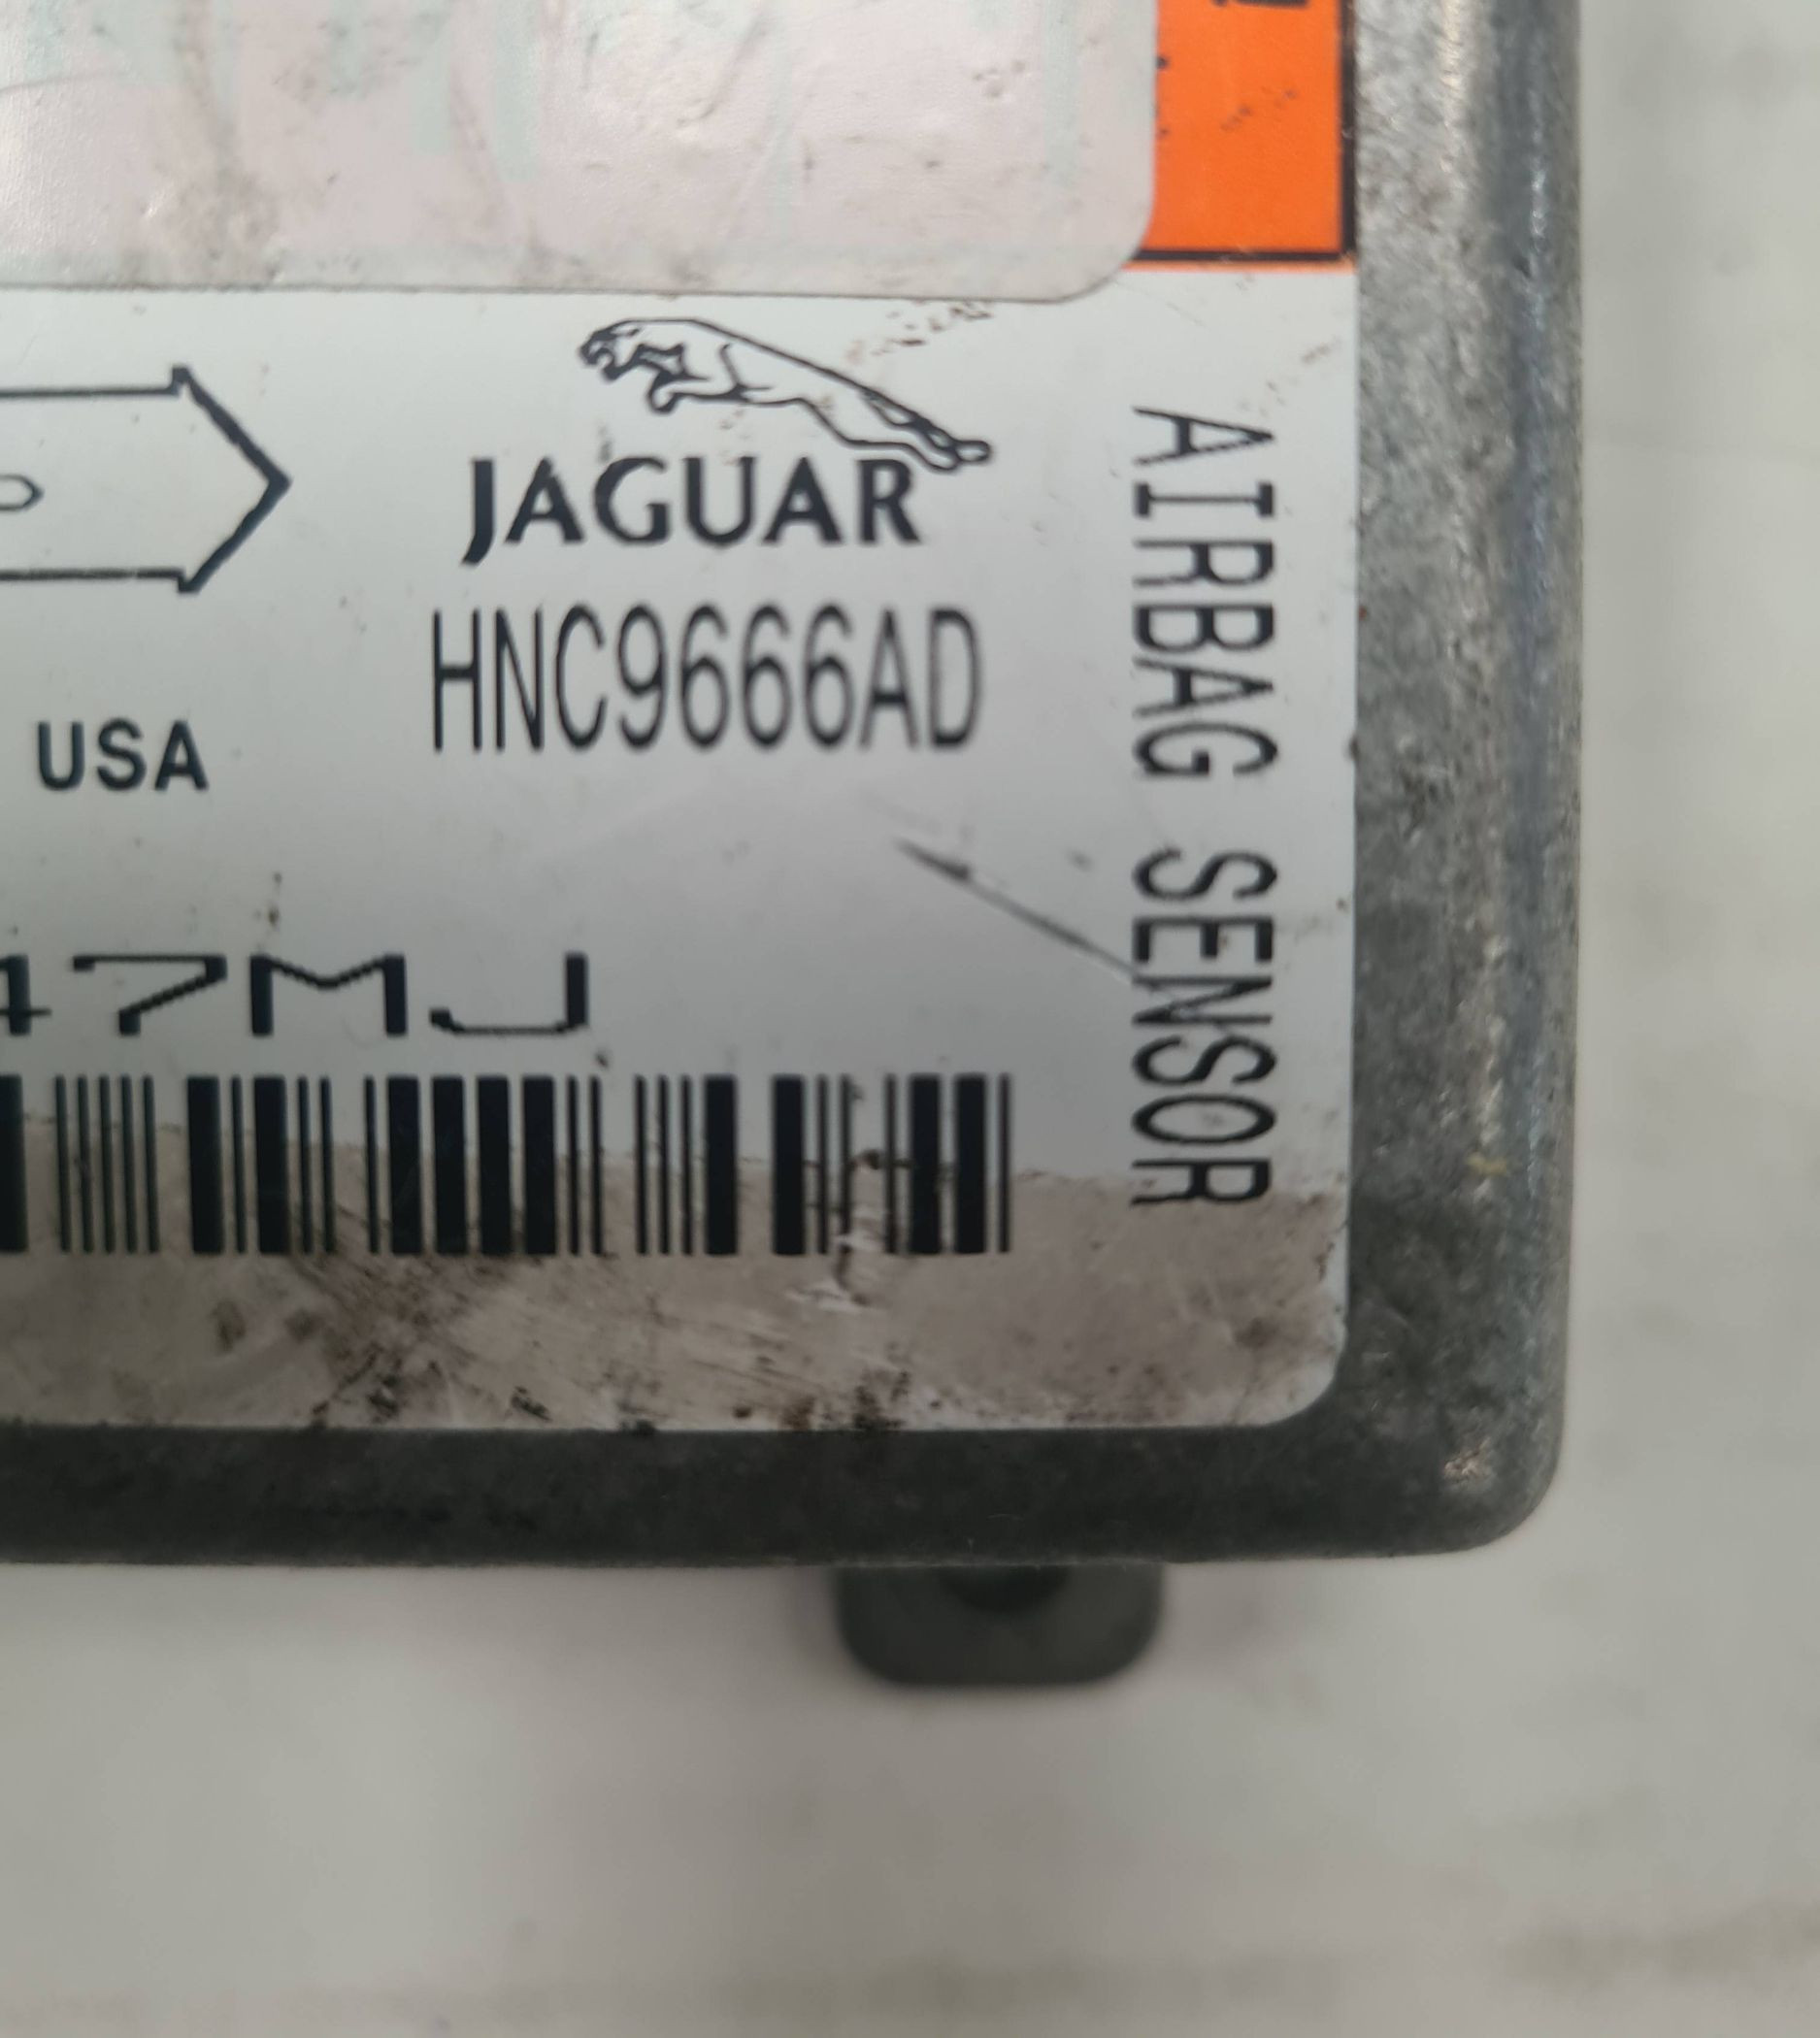 JAGUAR
HNC9666AD
USA
47MJ
AIRBAG SENSOR